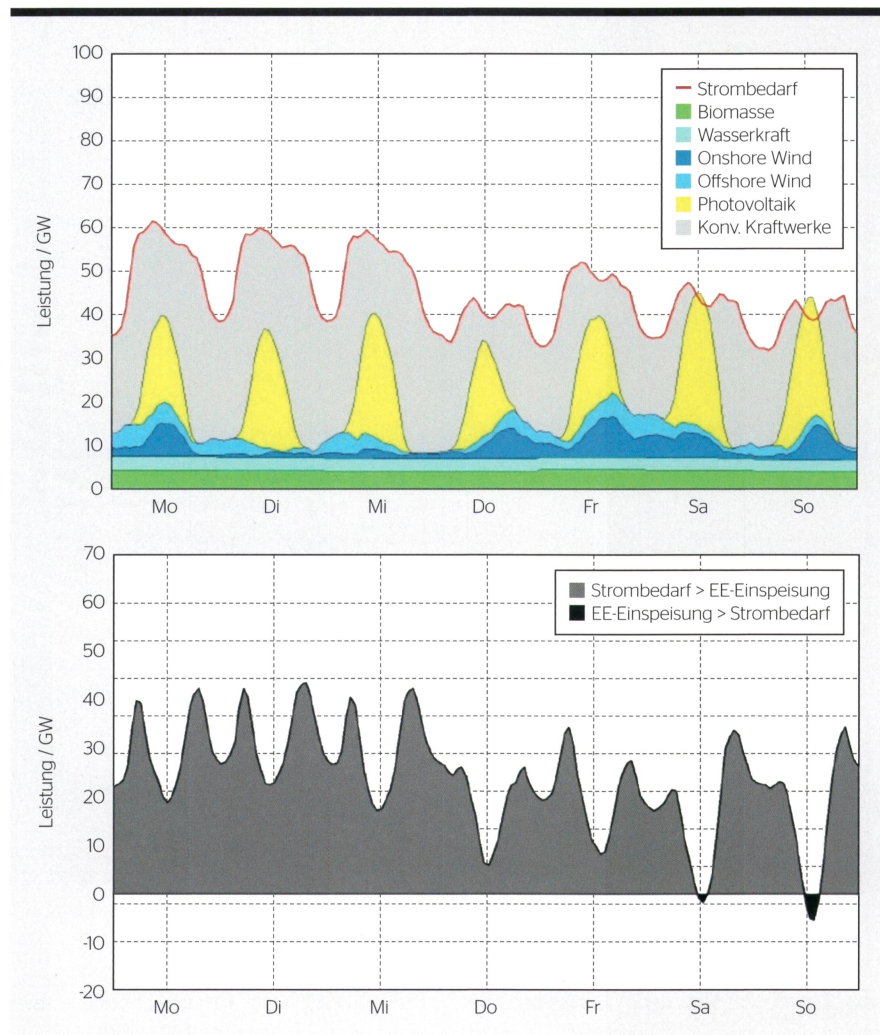 100
90
80
70
60
50
40
30
20
10
0
Leistung / GW
Strombedarf
Biomasse
Wasserkraft
Onshore Wind
Offshore Wind
Photovoltaik
Konv. Kraftwerke
Mo Di Mi Do Fr Sa So
70
60
50
40
30
20
10
0
-10
-20
Leistung / GW
Strombedarf > EE-Einspeisung
EE-Einspeisung > Strombedarf
Mo Di Mi Do Fr Sa So